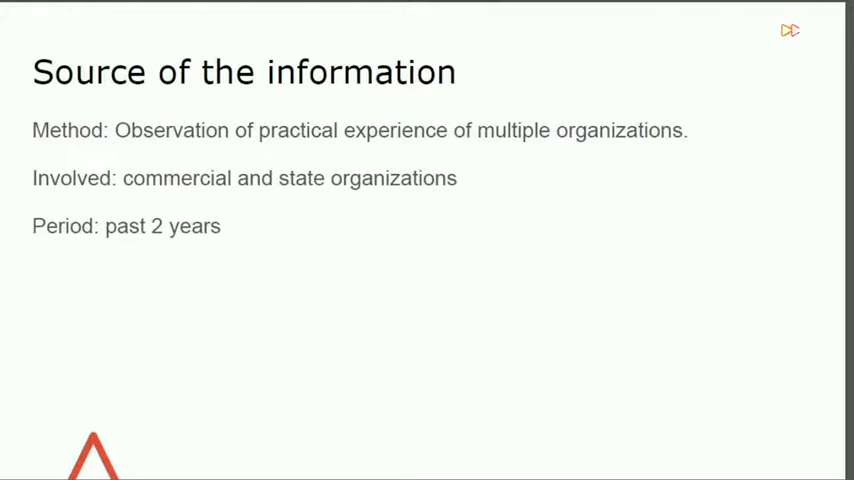 Source of the information
Method: Observation of practical experience of multiple organizations.
Involved: commercial and state organizations
Period: past 2 years